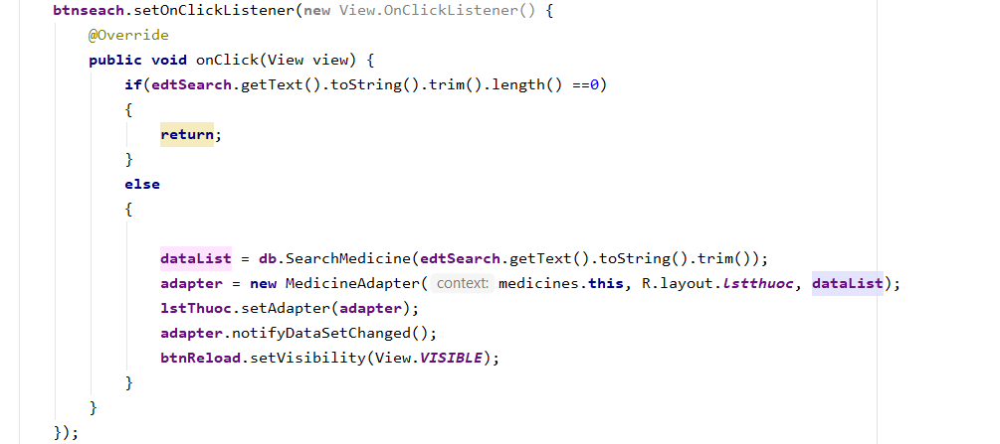 btnseach.setOnClickListener(new View.OnClickListener() {
@Override
public void onClick(View view) {
if(edtSearch.getText().toString().trim().length() ==0)
{
return;
}
else
{
dataList = db.SearchMedicine(edtSearch.getText().toString().trim());
adapter = new MedicineAdapter( context: medicines.this, R.layout.lstthuoc, dataList);
lstThuoc.setAdapter(adapter);
adapter.notifyDataSetChanged();
btnReload.setVisibility(View.VISIBLE);
}
}
});